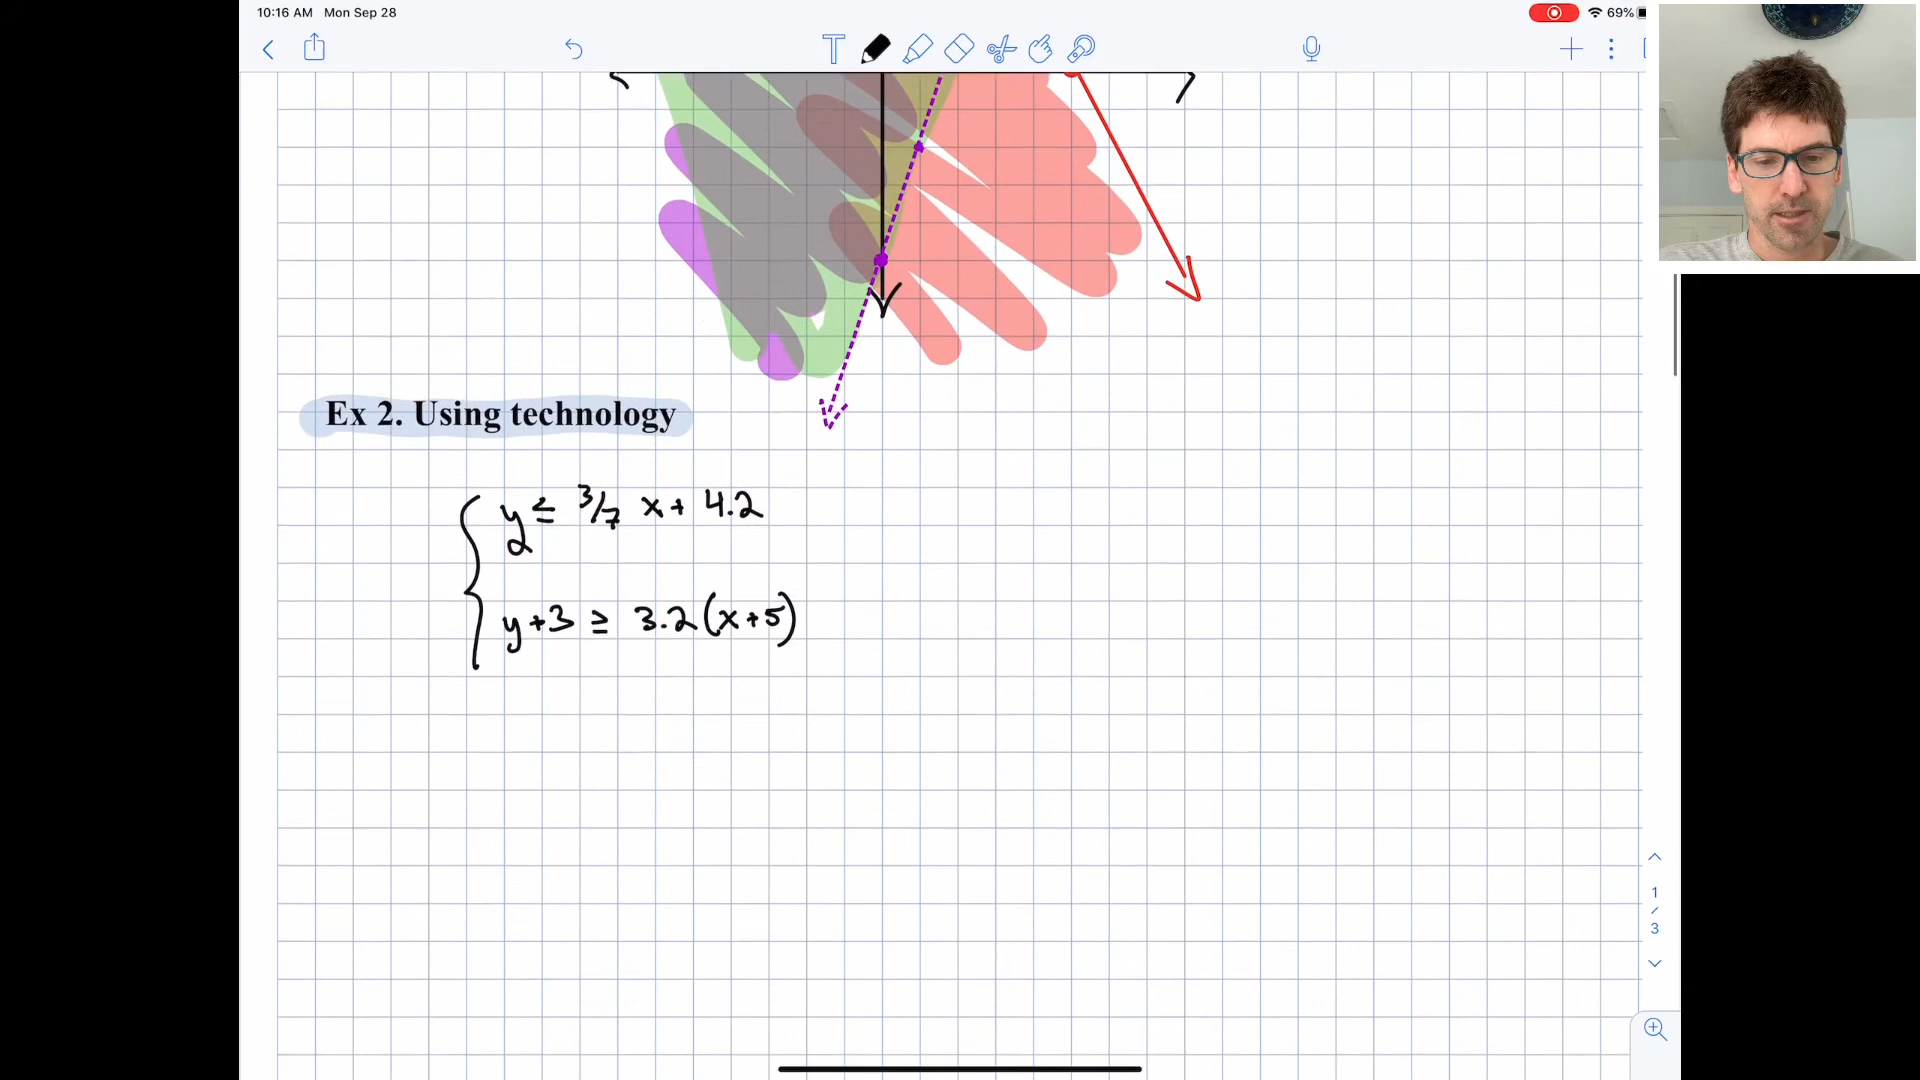 10:16 AM Mon Sep 28
69%
T
Ex 2. Using technology
y ≤ 3/7 x + 4.2
y + 3 ≥ 3.2(x + 5)
1
/
3